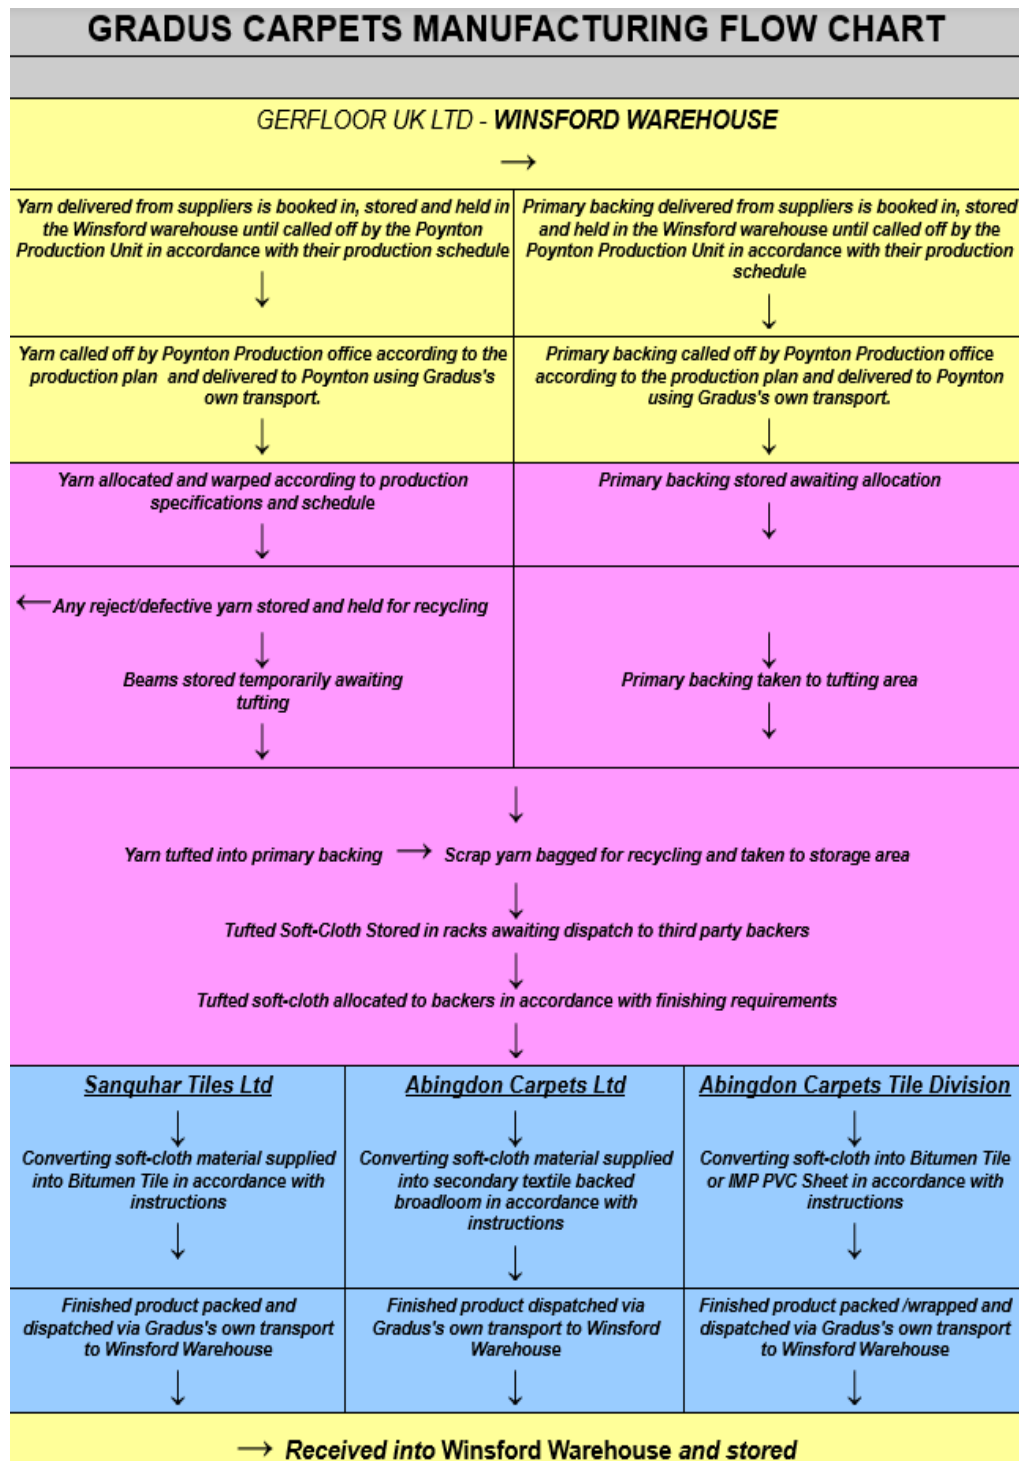 GRADUS CARPETS MANUFACTURING FLOW CHART
GERFLOOR UK LTD - WINSFORD WAREHOUSE
→
Yarn delivered from suppliers is booked in, stored and held in
the Winsford warehouse until called off by the Poynton
Production Unit in accordance with their production schedule
↓
Primary backing delivered from suppliers is booked in, stored
and held in the Winsford warehouse until called off by the
Poynton Production Unit in accordance with their production
schedule
↓
Yarn called off by Poynton Production office according to the
production plan and delivered to Poynton using Gradus's
own transport.
↓
Primary backing called off by Poynton Production office
according to the production plan and delivered to Poynton
using Gradus's own transport.
↓
Yarn allocated and warped according to production
specifications and schedule
↓
Primary backing stored awaiting allocation
↓
← Any reject/defective yarn stored and held for recycling
↓
Beams stored temporarily awaiting
tufting
↓
↓
Primary backing taken to tufting area
↓
↓
Yarn tufted into primary backing → Scrap yarn bagged for recycling and taken to storage area
↓
Tufted Soft-Cloth Stored in racks awaiting dispatch to third party backers
↓
Tufted soft-cloth allocated to backers in accordance with finishing requirements
↓
Sanquhar Tiles Ltd
↓
Converting soft-cloth material supplied
into Bitumen Tile in accordance with
instructions
↓
Abingdon Carpets Ltd
↓
Converting soft-cloth material supplied
into secondary textile backed
broadloom in accordance with
instructions
↓
Abingdon Carpets Tile Division
↓
Converting soft-cloth into Bitumen Tile
or IMP PVC Sheet in accordance with
instructions
↓
Finished product packed and
dispatched via Gradus's own transport
to Winsford Warehouse
↓
Finished product dispatched via
Gradus's own transport to Winsford
Warehouse
↓
Finished product packed /wrapped and
dispatched via Gradus's own transport
to Winsford Warehouse
↓
→ Received into Winsford Warehouse and stored